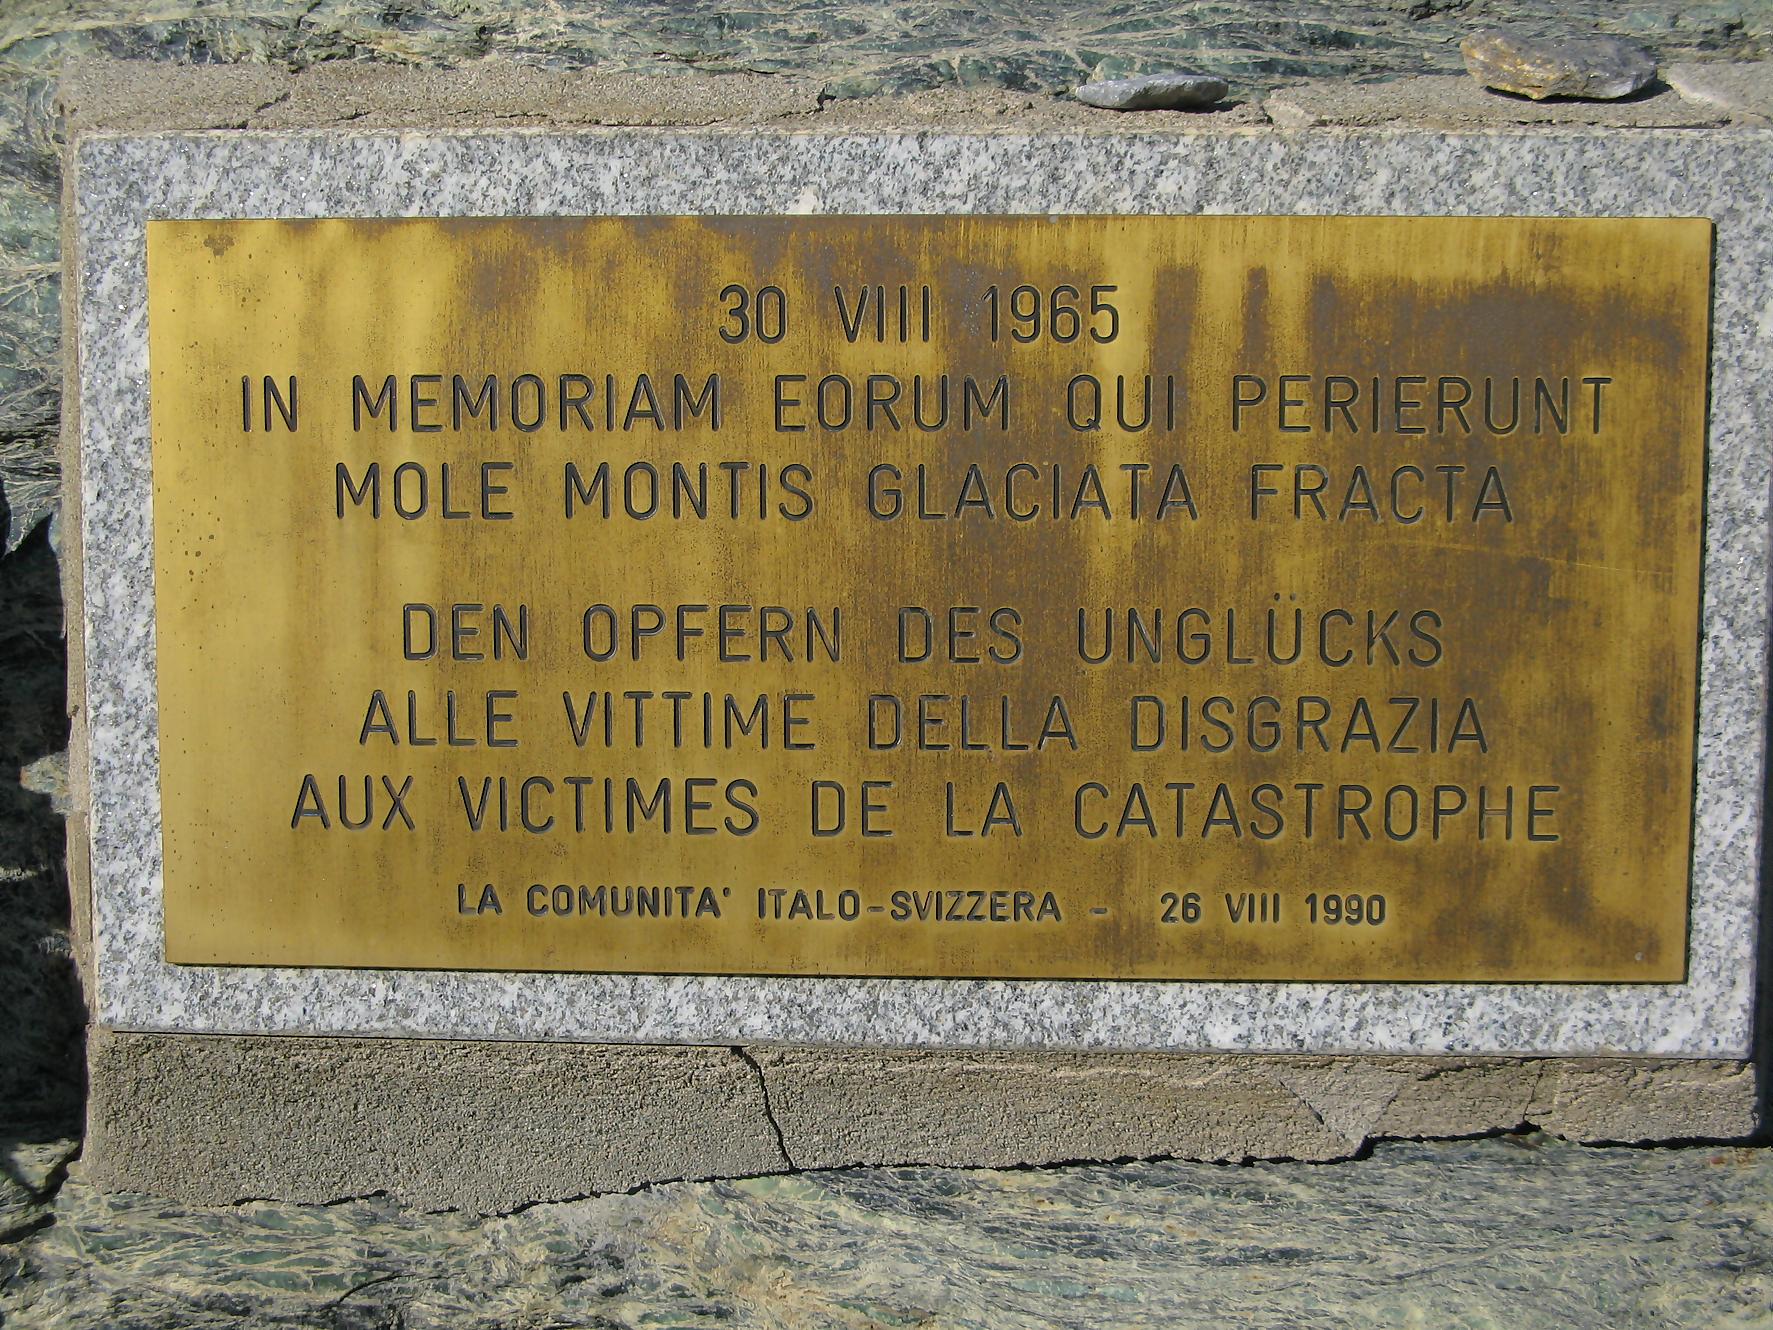 30 VIII 1965
IN MEMORIAM EORUM QUI PERIERUNT
MOLE MONTIS GLACIATA FRACTA
DEN OPFERN DES UNGLÜCKS
ALLE VITTIME DELLA DISGRAZIA
AUX VICTIMES DE LA CATASTROPHE
LA COMUNITA' ITALO-SVIZZERA - 26 VIII 1990